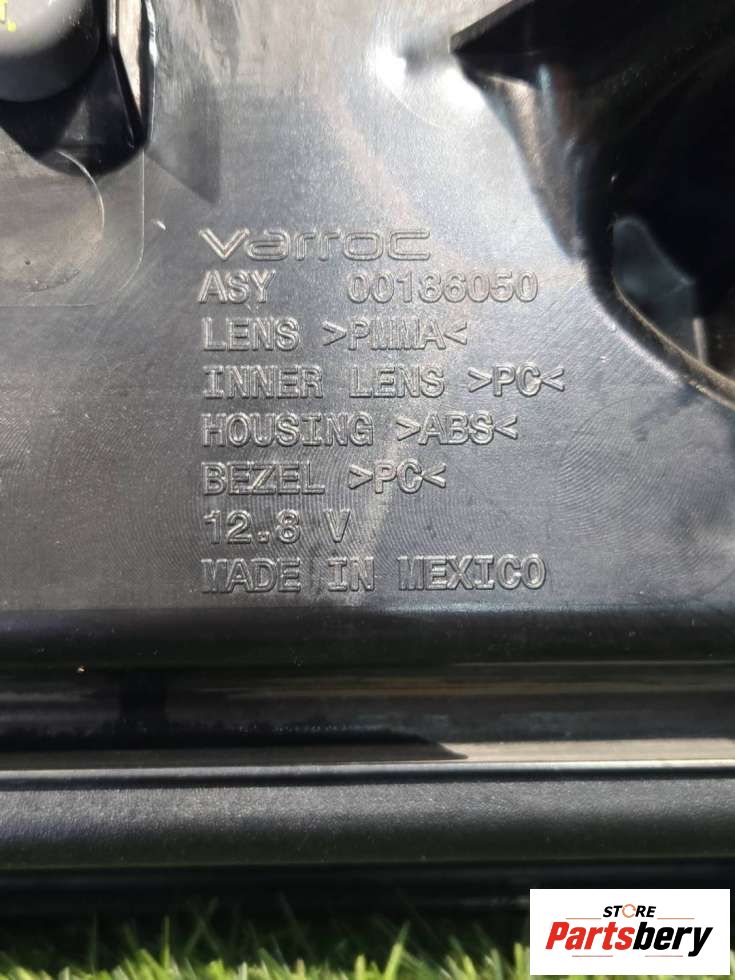 varroc
ASY 00186050
LENS >PMMA<
INNER LENS >PC<
HOUSING >ABS<
BEZEL >PC<
12.8 V
MADE IN MEXICO
STORE
Partsbery